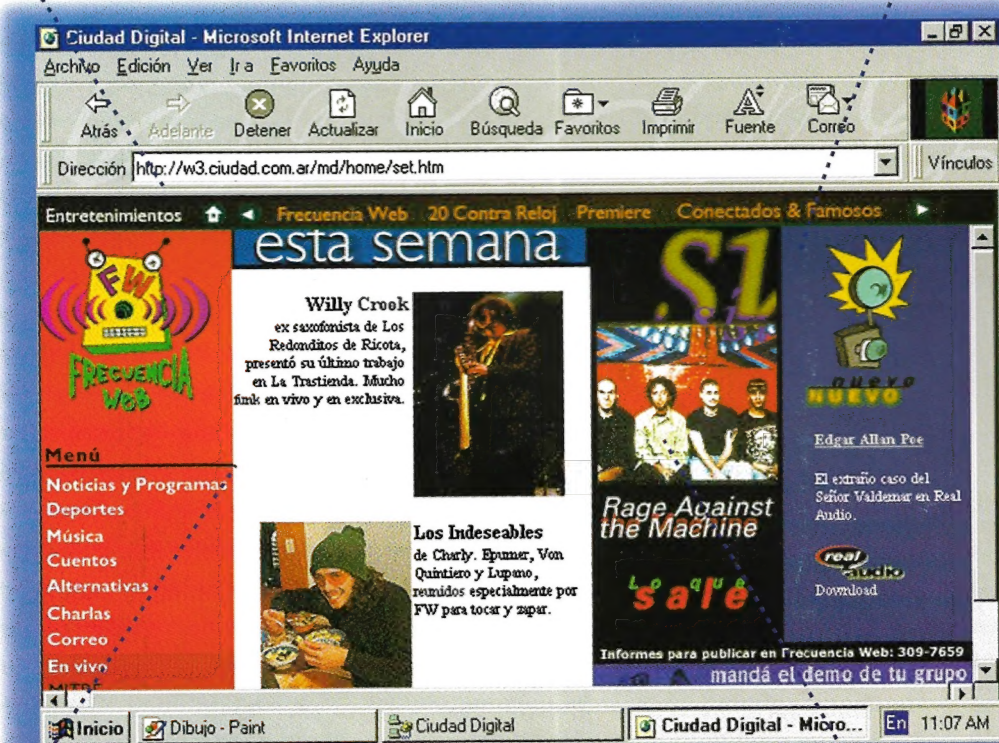 Ciudad Digital - Microsoft Internet Explorer
Archivo Edición Ver Ir a Favoritos Ayuda
Atrás Adelante Detener Actualizar Inicio Búsqueda Favoritos Imprimir Fuente Correo
Dirección http://w3.ciudad.com.ar/md/home/set.htm Vínculos
Entretenimientos Frecuencia Web 20 Contra Reloj Premiere Conectados & Famosos
FW
FRECUENCIA
WEB
Menú
Noticias y Programas
Deportes
Música
Cuentos
Alternativas
Charlas
Correo
En vivo
MITRE
esta semana
Willy Crook
ex saxofonista de Los
Redonditos de Ricota,
presentó su último trabajo
en La Trastienda. Mucho
funk en vivo y en exclusiva.
Los Indeseables
de Charly. Epumer, Von
Quintiero y Lupano,
reunidos especialmente por
FW para tocar y zapar.
Rage Against
the Machine
Lo que
sale
nuevo
NUEVO
Edgar Allan Poe
El extraño caso del
Señor Valdemar en Real
Audio.
real
audio
Download
Informes para publicar en Frecuencia Web: 309-7659
mandá el demo de tu grupo
Inicio Dibujo - Paint Ciudad Digital Ciudad Digital - Micro... En 11:07 AM